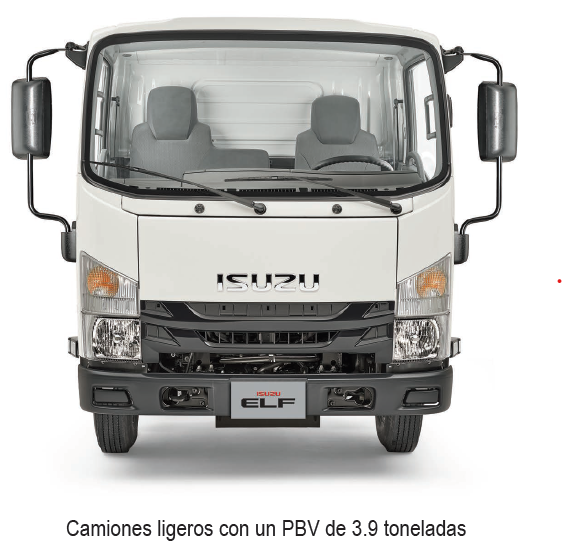 ISUZU
ISUZU
ELF
Camiones ligeros con un PBV de 3.9 toneladas